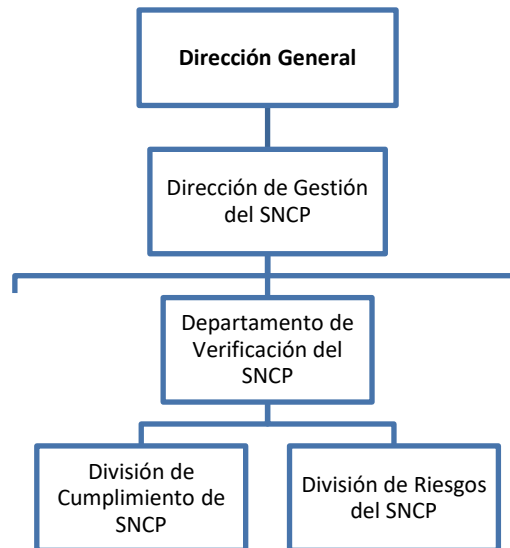 Dirección General
Dirección de Gestión
del SNCP
Departamento de
Verificación del
SNCP
División de
Cumplimiento de
SNCP
División de Riesgos
del SNCP